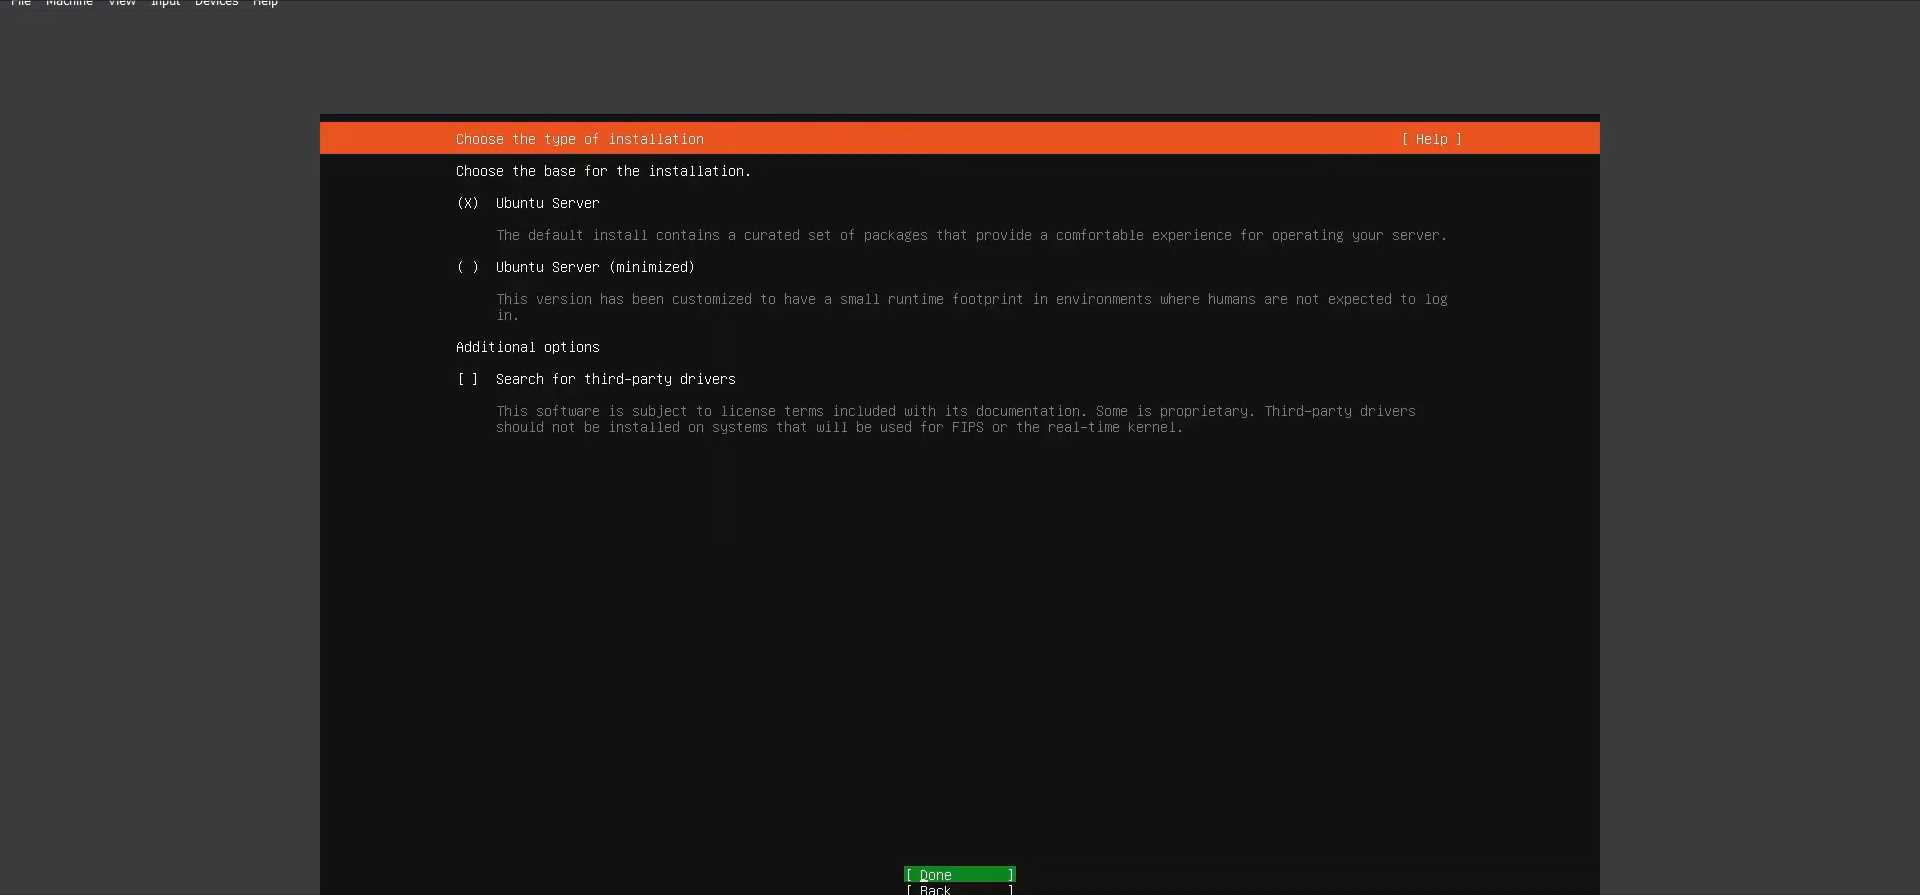 File Machine View Input Devices Help
Choose the type of installation [ Help ]
Choose the base for the installation.
(X) Ubuntu Server
The default install contains a curated set of packages that provide a comfortable experience for operating your server.
( ) Ubuntu Server (minimized)
This version has been customized to have a small runtime footprint in environments where humans are not expected to log
in.
Additional options
[ ] Search for third-party drivers
This software is subject to license terms included with its documentation. Some is proprietary. Third-party drivers
should not be installed on systems that will be used for FIPS or the real-time kernel.
[ Done ]
[ Back ]